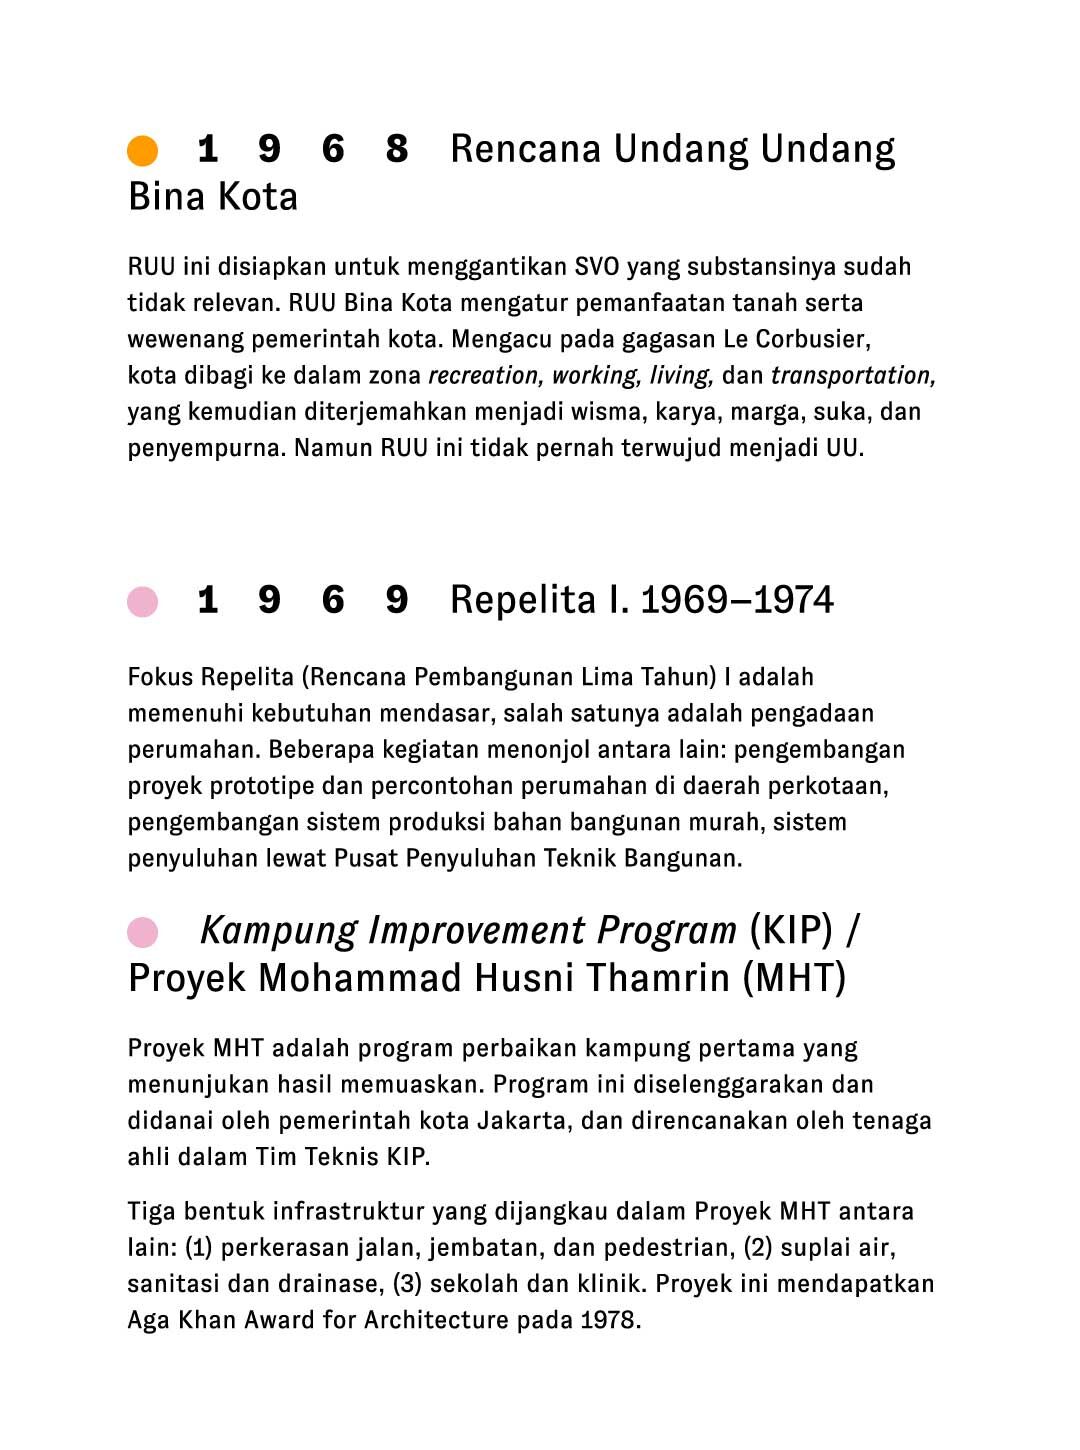 1 9 6 8 Rencana Undang Undang
Bina Kota
RUU ini disiapkan untuk menggantikan SVO yang substansinya sudah
tidak relevan. RUU Bina Kota mengatur pemanfaatan tanah serta
wewenang pemerintah kota. Mengacu pada gagasan Le Corbusier,
kota dibagi ke dalam zona recreation, working, living, dan transportation,
yang kemudian diterjemahkan menjadi wisma, karya, marga, suka, dan
penyempurna. Namun RUU ini tidak pernah terwujud menjadi UU.
1 9 6 9 Repelita I. 1969–1974
Fokus Repelita (Rencana Pembangunan Lima Tahun) I adalah
memenuhi kebutuhan mendasar, salah satunya adalah pengadaan
perumahan. Beberapa kegiatan menonjol antara lain: pengembangan
proyek prototipe dan percontohan perumahan di daerah perkotaan,
pengembangan sistem produksi bahan bangunan murah, sistem
penyuluhan lewat Pusat Penyuluhan Teknik Bangunan.
Kampung Improvement Program (KIP) /
Proyek Mohammad Husni Thamrin (MHT)
Proyek MHT adalah program perbaikan kampung pertama yang
menunjukan hasil memuaskan. Program ini diselenggarakan dan
didanai oleh pemerintah kota Jakarta, dan direncanakan oleh tenaga
ahli dalam Tim Teknis KIP.
Tiga bentuk infrastruktur yang dijangkau dalam Proyek MHT antara
lain: (1) perkerasan jalan, jembatan, dan pedestrian, (2) suplai air,
sanitasi dan drainase, (3) sekolah dan klinik. Proyek ini mendapatkan
Aga Khan Award for Architecture pada 1978.